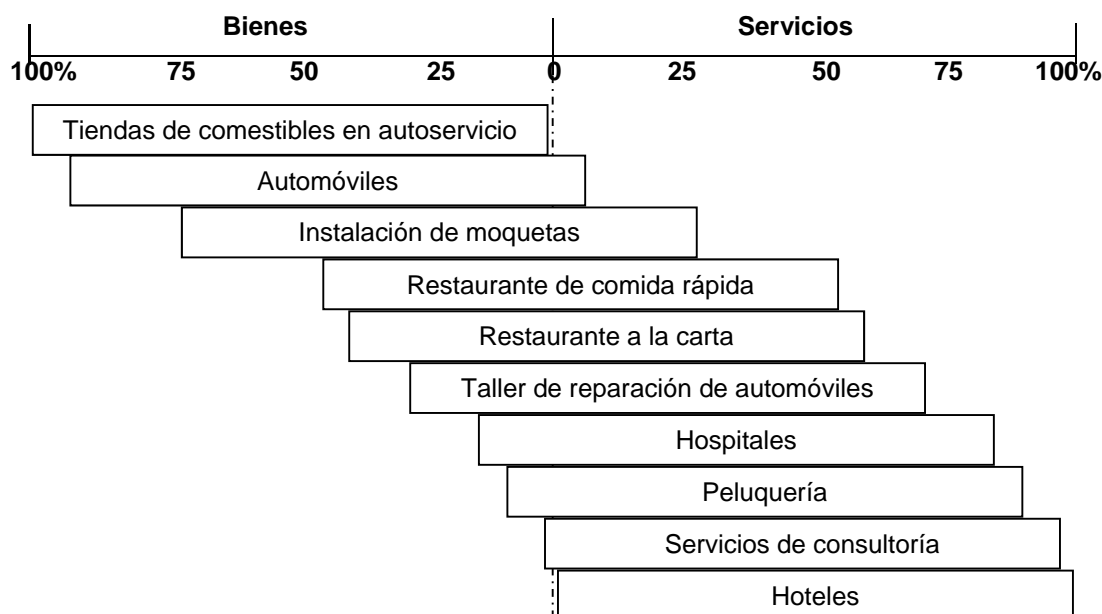 Bienes Servicios
100% 75 50 25 0 25 50 75 100%
Tiendas de comestibles en autoservicio
Automóviles
Instalación de moquetas
Restaurante de comida rápida
Restaurante a la carta
Taller de reparación de automóviles
Hospitales
Peluquería
Servicios de consultoría
Hoteles